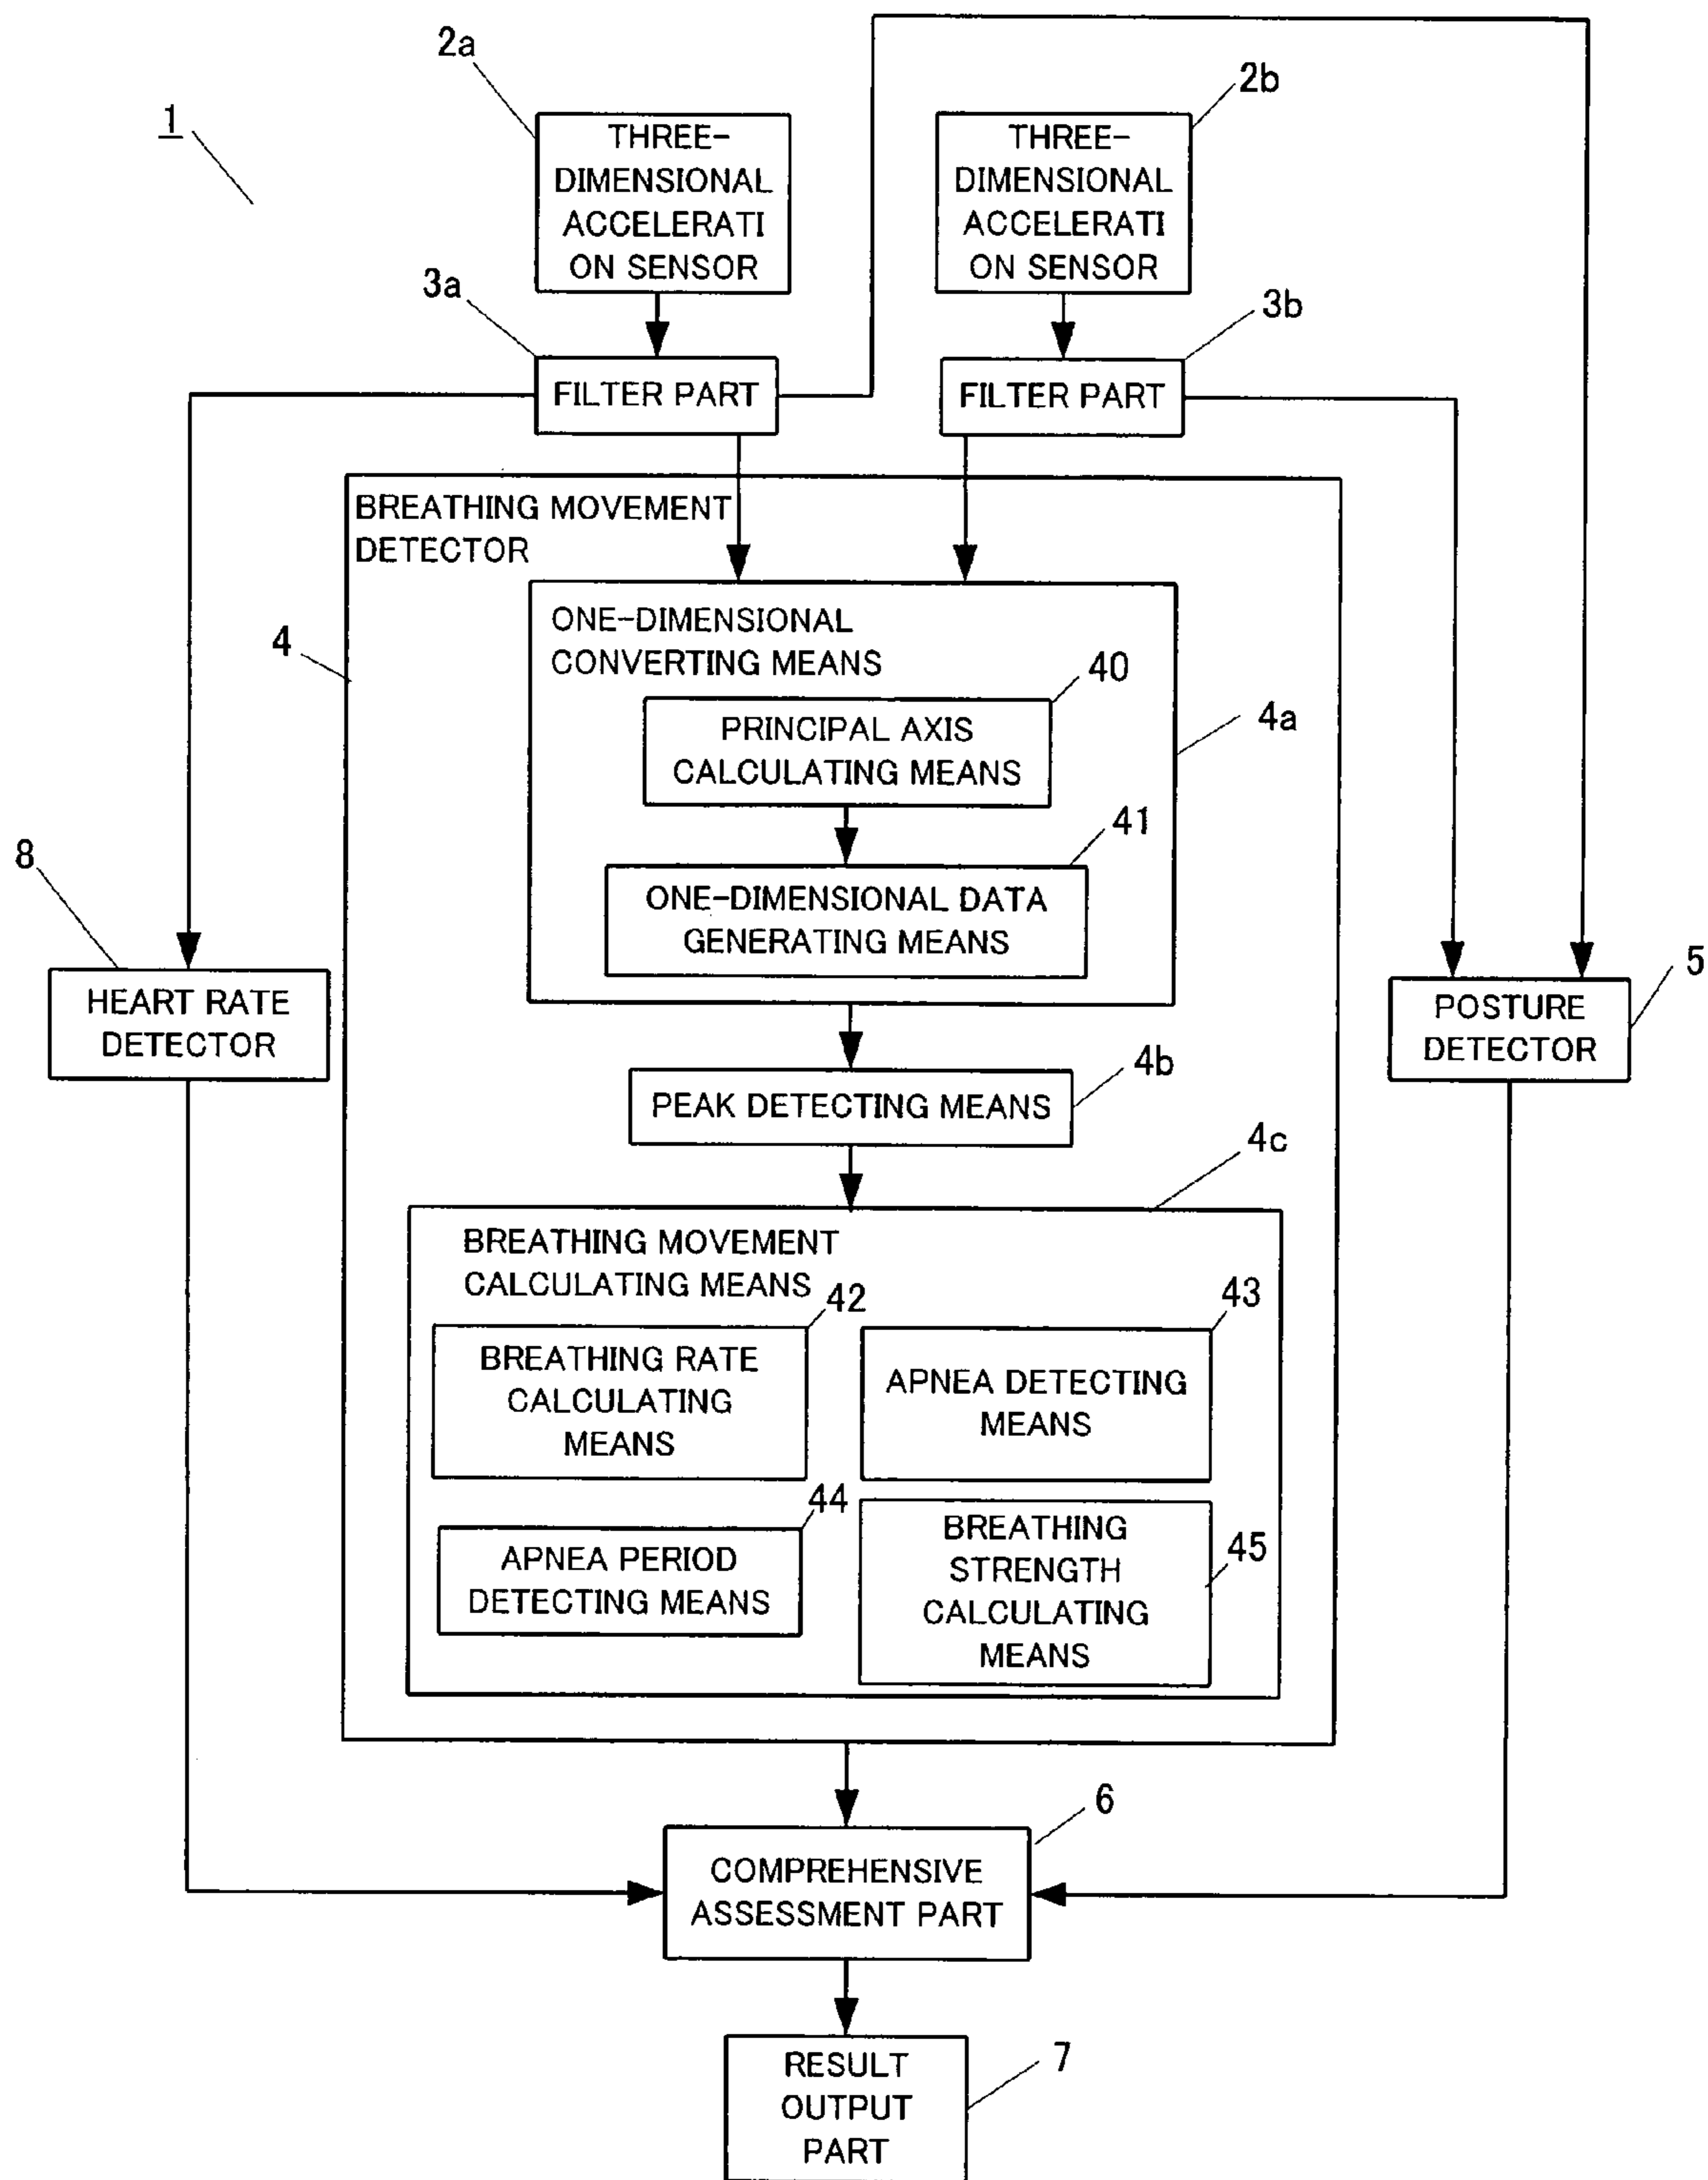 2a
2b
1
THREE-
DIMENSIONAL
ACCELERATI
ON SENSOR
THREE-
DIMENSIONAL
ACCELERATI
ON SENSOR
3a
3b
FILTER PART
FILTER PART
BREATHING MOVEMENT
DETECTOR
4
ONE-DIMENSIONAL
CONVERTING MEANS
40
4a
PRINCIPAL AXIS
CALCULATING MEANS
41
ONE-DIMENSIONAL DATA
GENERATING MEANS
8
HEART RATE
DETECTOR
5
POSTURE
DETECTOR
4b
PEAK DETECTING MEANS
4c
BREATHING MOVEMENT
CALCULATING MEANS
42
43
BREATHING RATE
CALCULATING
MEANS
APNEA DETECTING
MEANS
44
45
APNEA PERIOD
DETECTING MEANS
BREATHING
STRENGTH
CALCULATING
MEANS
6
COMPREHENSIVE
ASSESSMENT PART
7
RESULT
OUTPUT
PART